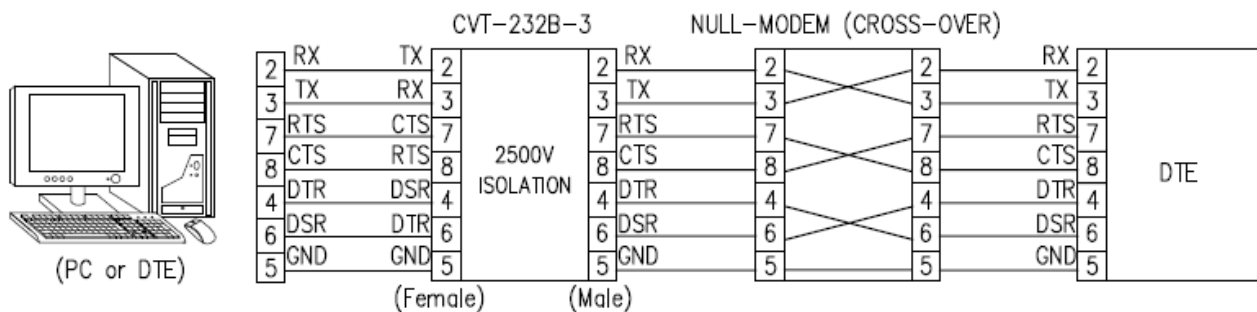 CVT-232B-3 NULL-MODEM (CROSS-OVER)
2 RX TX 2 2 RX 2 2 RX 2
3 TX RX 3 3 TX 3 3 TX 3
7 RTS CTS 7 7 RTS 7 7 RTS 7
8 CTS RTS 8 2500V 8 CTS 8 8 CTS 8 DTE
4 DTR DSR 4 ISOLATION 4 DTR 4 4 DTR 4
6 DSR DTR 6 6 DSR 6 6 DSR 6
5 GND GND 5 5 GND 5 5 GND 5
(PC or DTE)
(Female) (Male)